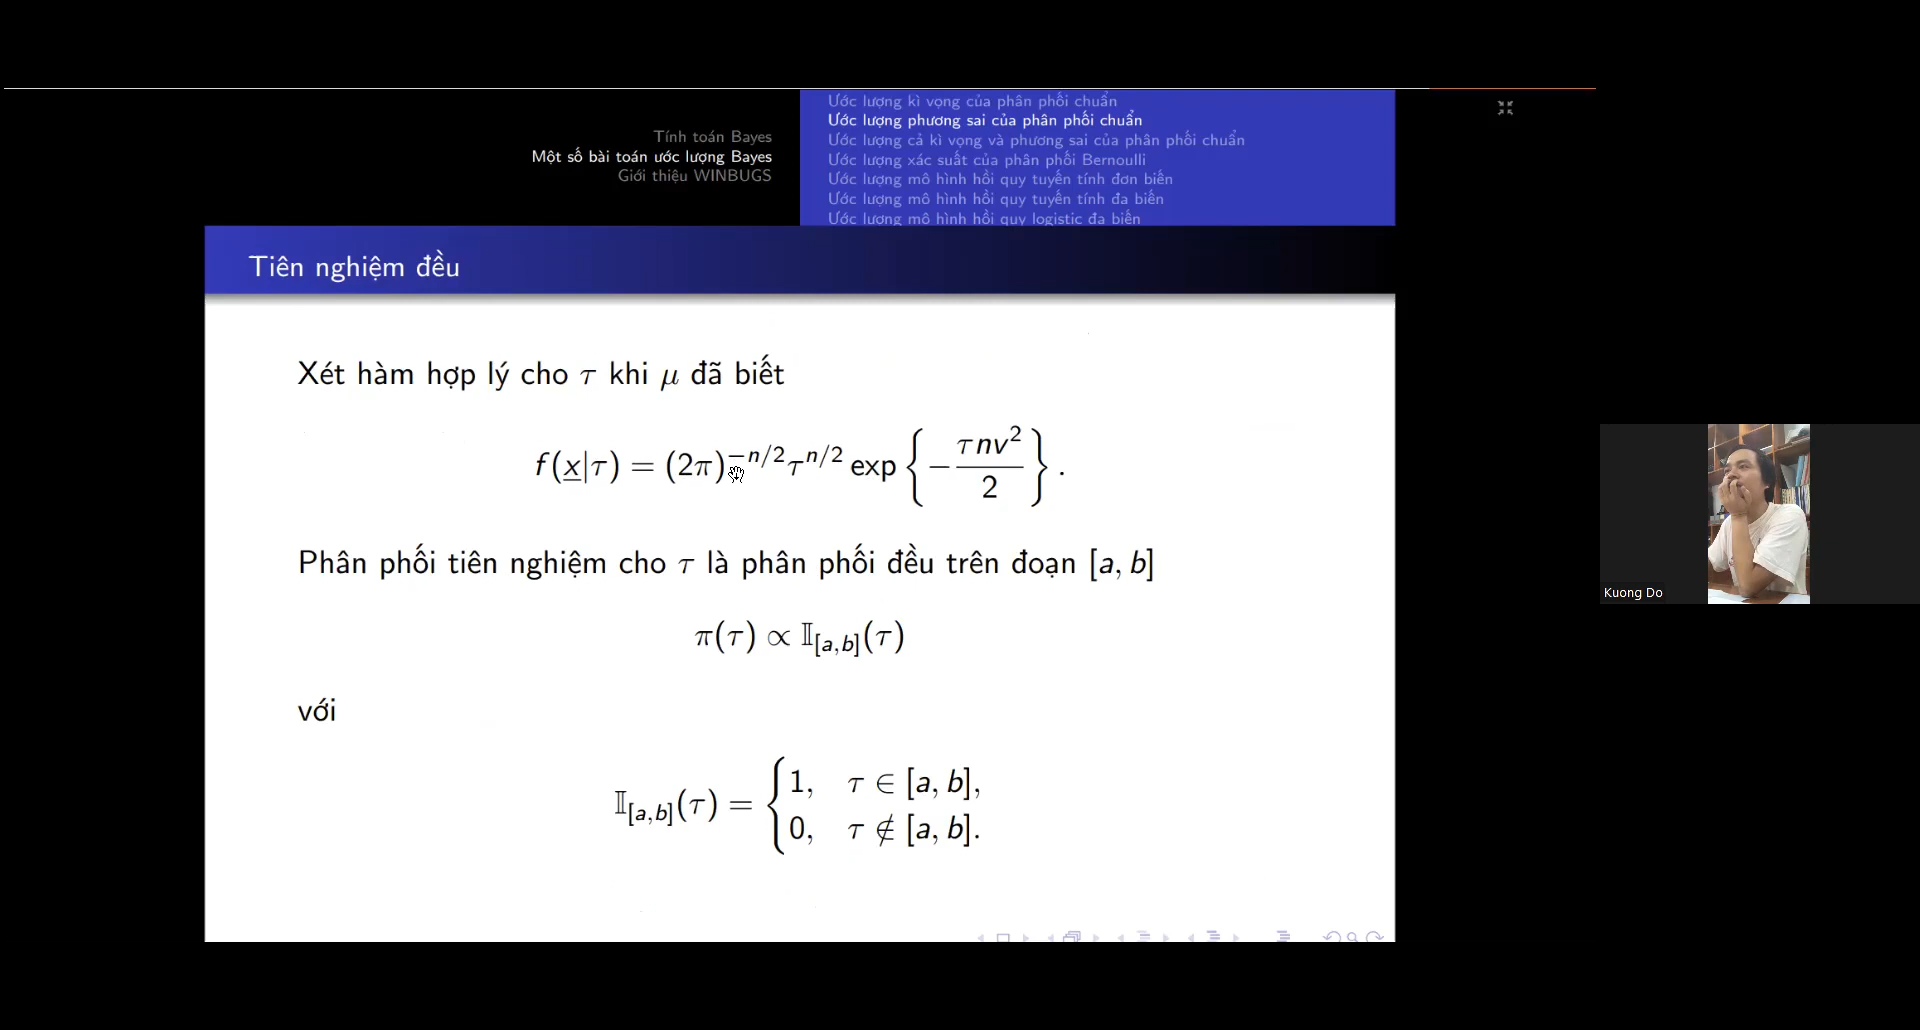 Tính toán Bayes
Một số bài toán ước lượng Bayes
Giới thiệu WINBUGS
Ước lượng kì vọng của phân phối chuẩn
Ước lượng phương sai của phân phối chuẩn
Ước lượng cả kì vọng và phương sai của phân phối chuẩn
Ước lượng xác suất của phân phối Bernoulli
Ước lượng mô hình hồi quy tuyến tính đơn biến
Ước lượng mô hình hồi quy tuyến tính đa biến
Ước lượng mô hình hồi quy logistic đa biến
Tiên nghiệm đều
Xét hàm hợp lý cho τ khi μ đã biết
f(x|τ) = (2π)^{-n/2} τ^{n/2} exp { - τnv² / 2 } .
Phân phối tiên nghiệm cho τ là phân phối đều trên đoạn [a, b]
π(τ) ∝ 𝕀_{[a,b]}(τ)
với
𝕀_{[a,b]}(τ) = { 1, τ ∈ [a, b],
0, τ ∉ [a, b].
Kuong Do